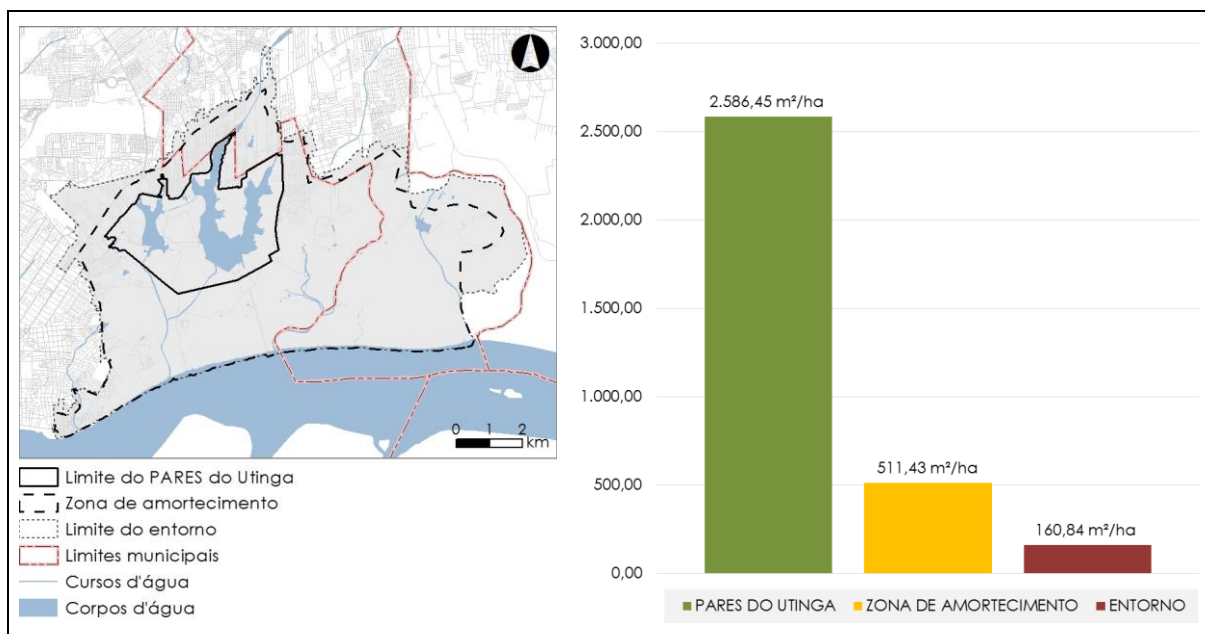 0 1 2
km
Limite do PARES do Utinga
Zona de amortecimento
Limite do entorno
Limites municipais
Cursos d'água
Corpos d'água
3.000,00
2.500,00
2.000,00
1.500,00
1.000,00
500,00
0,00
2.586,45 m²/ha
511,43 m²/ha
160,84 m²/ha
PARES DO UTINGA
ZONA DE AMORTECIMENTO
ENTORNO